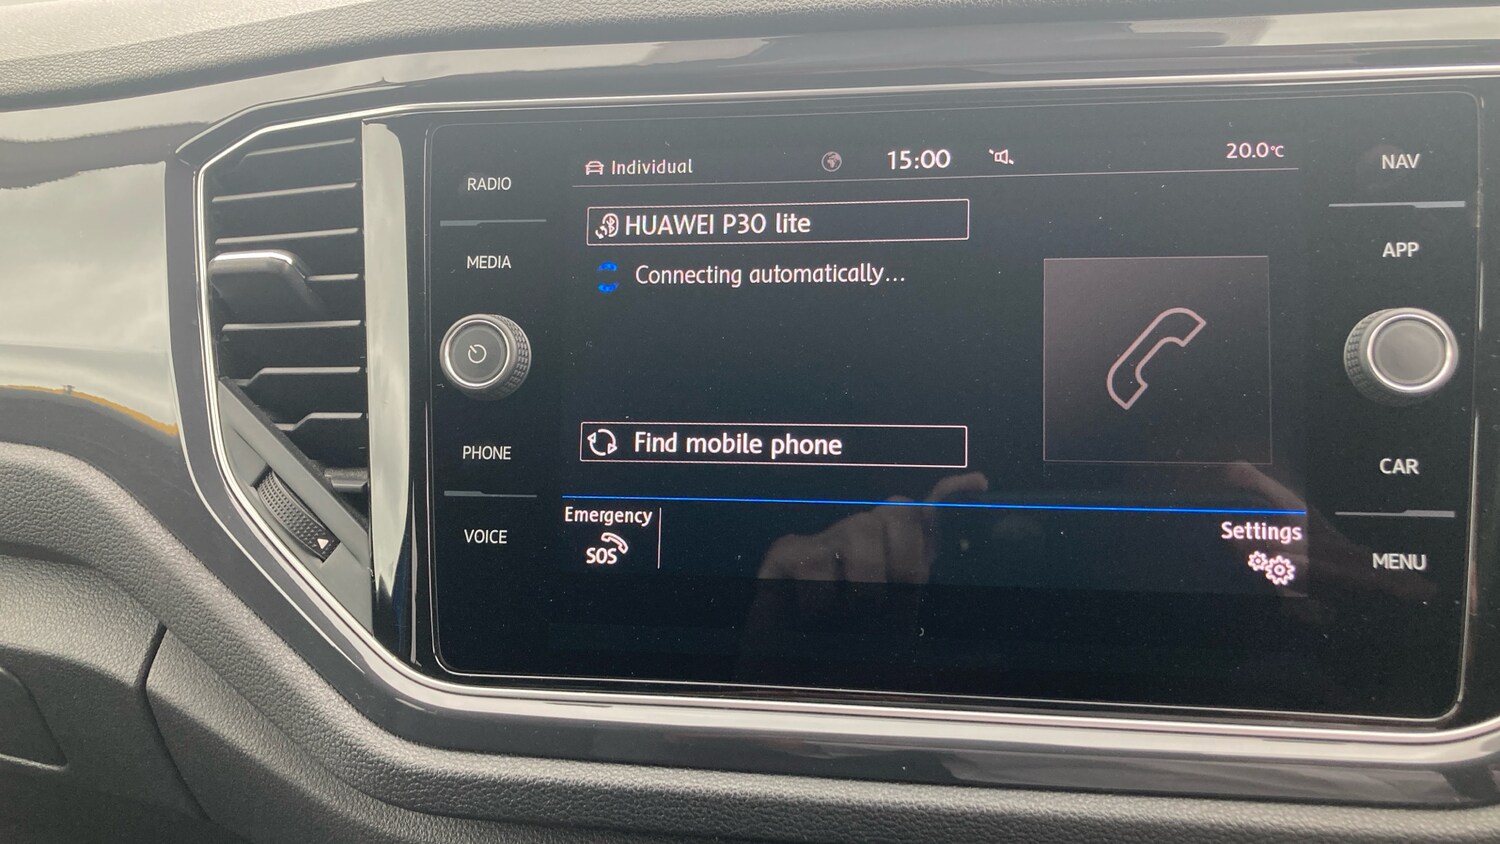 RADIO
MEDIA
PHONE
VOICE
Individual
15:00
20.0°C
HUAWEI P30 lite
Connecting automatically...
Find mobile phone
Emergency
SOS
Settings
NAV
APP
CAR
MENU